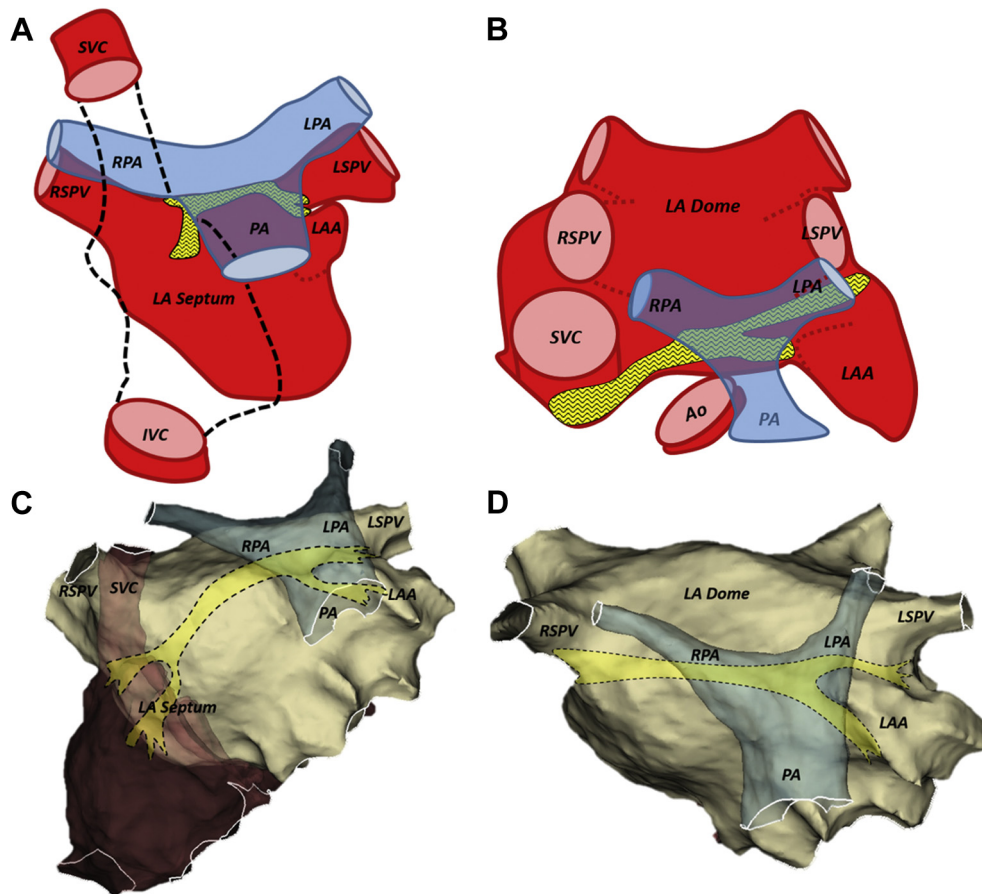 A
SVC
LPA
RPA
LSPV
RSPV
PA
LAA
LA Septum
IVC
B
LA Dome
RSPV
LSPV
LPA
RPA
SVC
LAA
Ao
PA
C
LSPV
LPA
RPA
RSPV
SVC
LAA
PA
LA Septum
D
LA Dome
LSPV
RSPV
LPA
RPA
LAA
PA